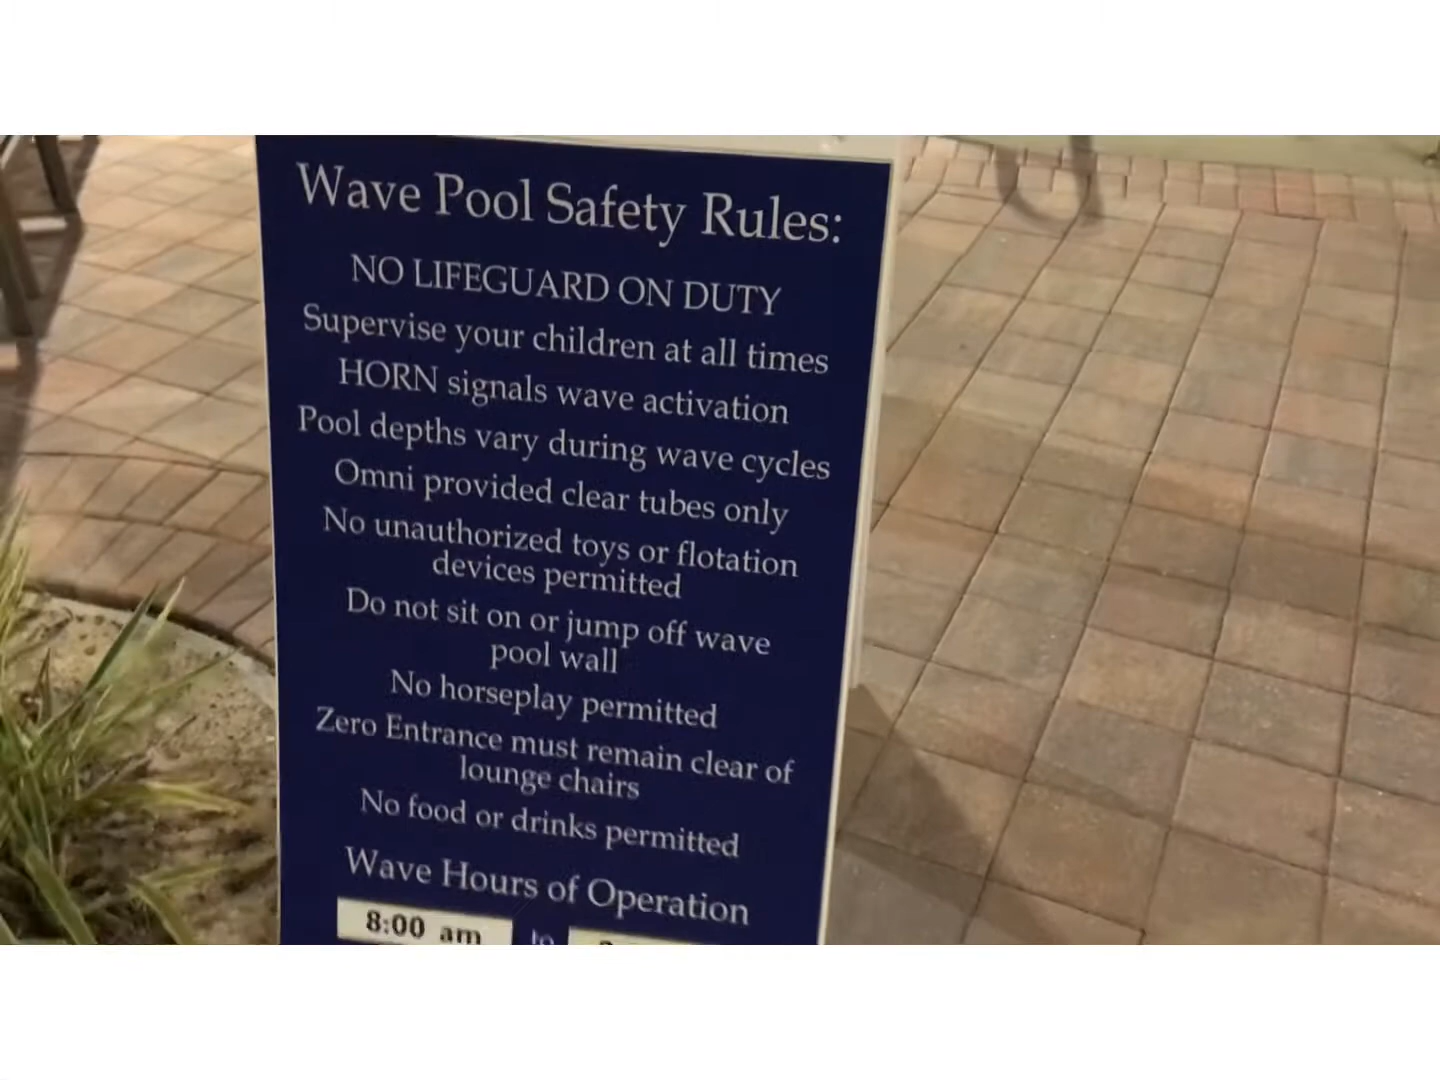 Wave Pool Safety Rules:
NO LIFEGUARD ON DUTY
Supervise your children at all times
HORN signals wave activation
Pool depths vary during wave cycles
Omni provided clear tubes only
No unauthorized toys or flotation
devices permitted
Do not sit on or jump off wave
pool wall
No horseplay permitted
Zero Entrance must remain clear of
lounge chairs
No food or drinks permitted
Wave Hours of Operation
8:00 am to